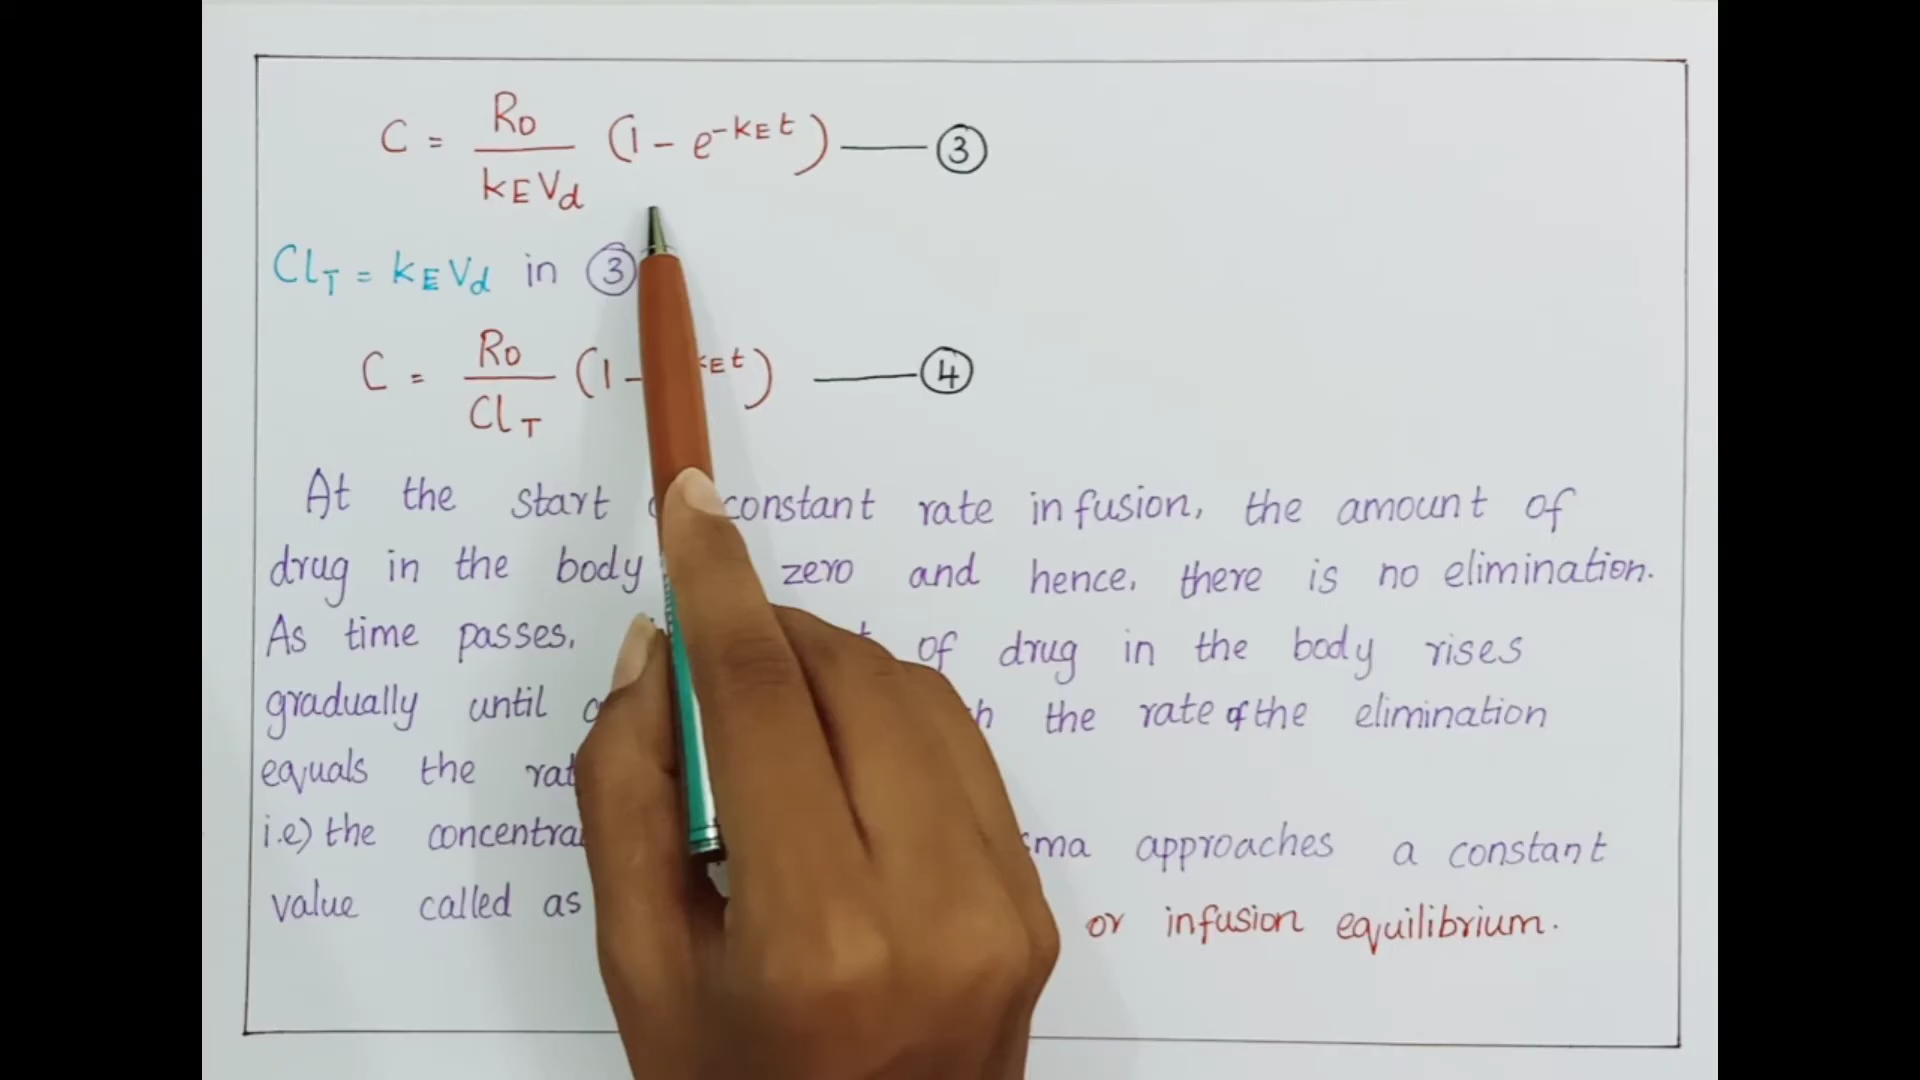 C = R₀ / kEVd (1 - e^-kEt) —— ③
ClT = kEVd in ③
C = R₀ / ClT (1 - Et) —— ④
At the start constant rate infusion, the amount of
drug in the body zero and hence, there is no elimination.
As time passes, of drug in the body rises
gradually until the rate of the elimination
equals the
i.e) the approaches a constant
value called as or infusion equilibrium.